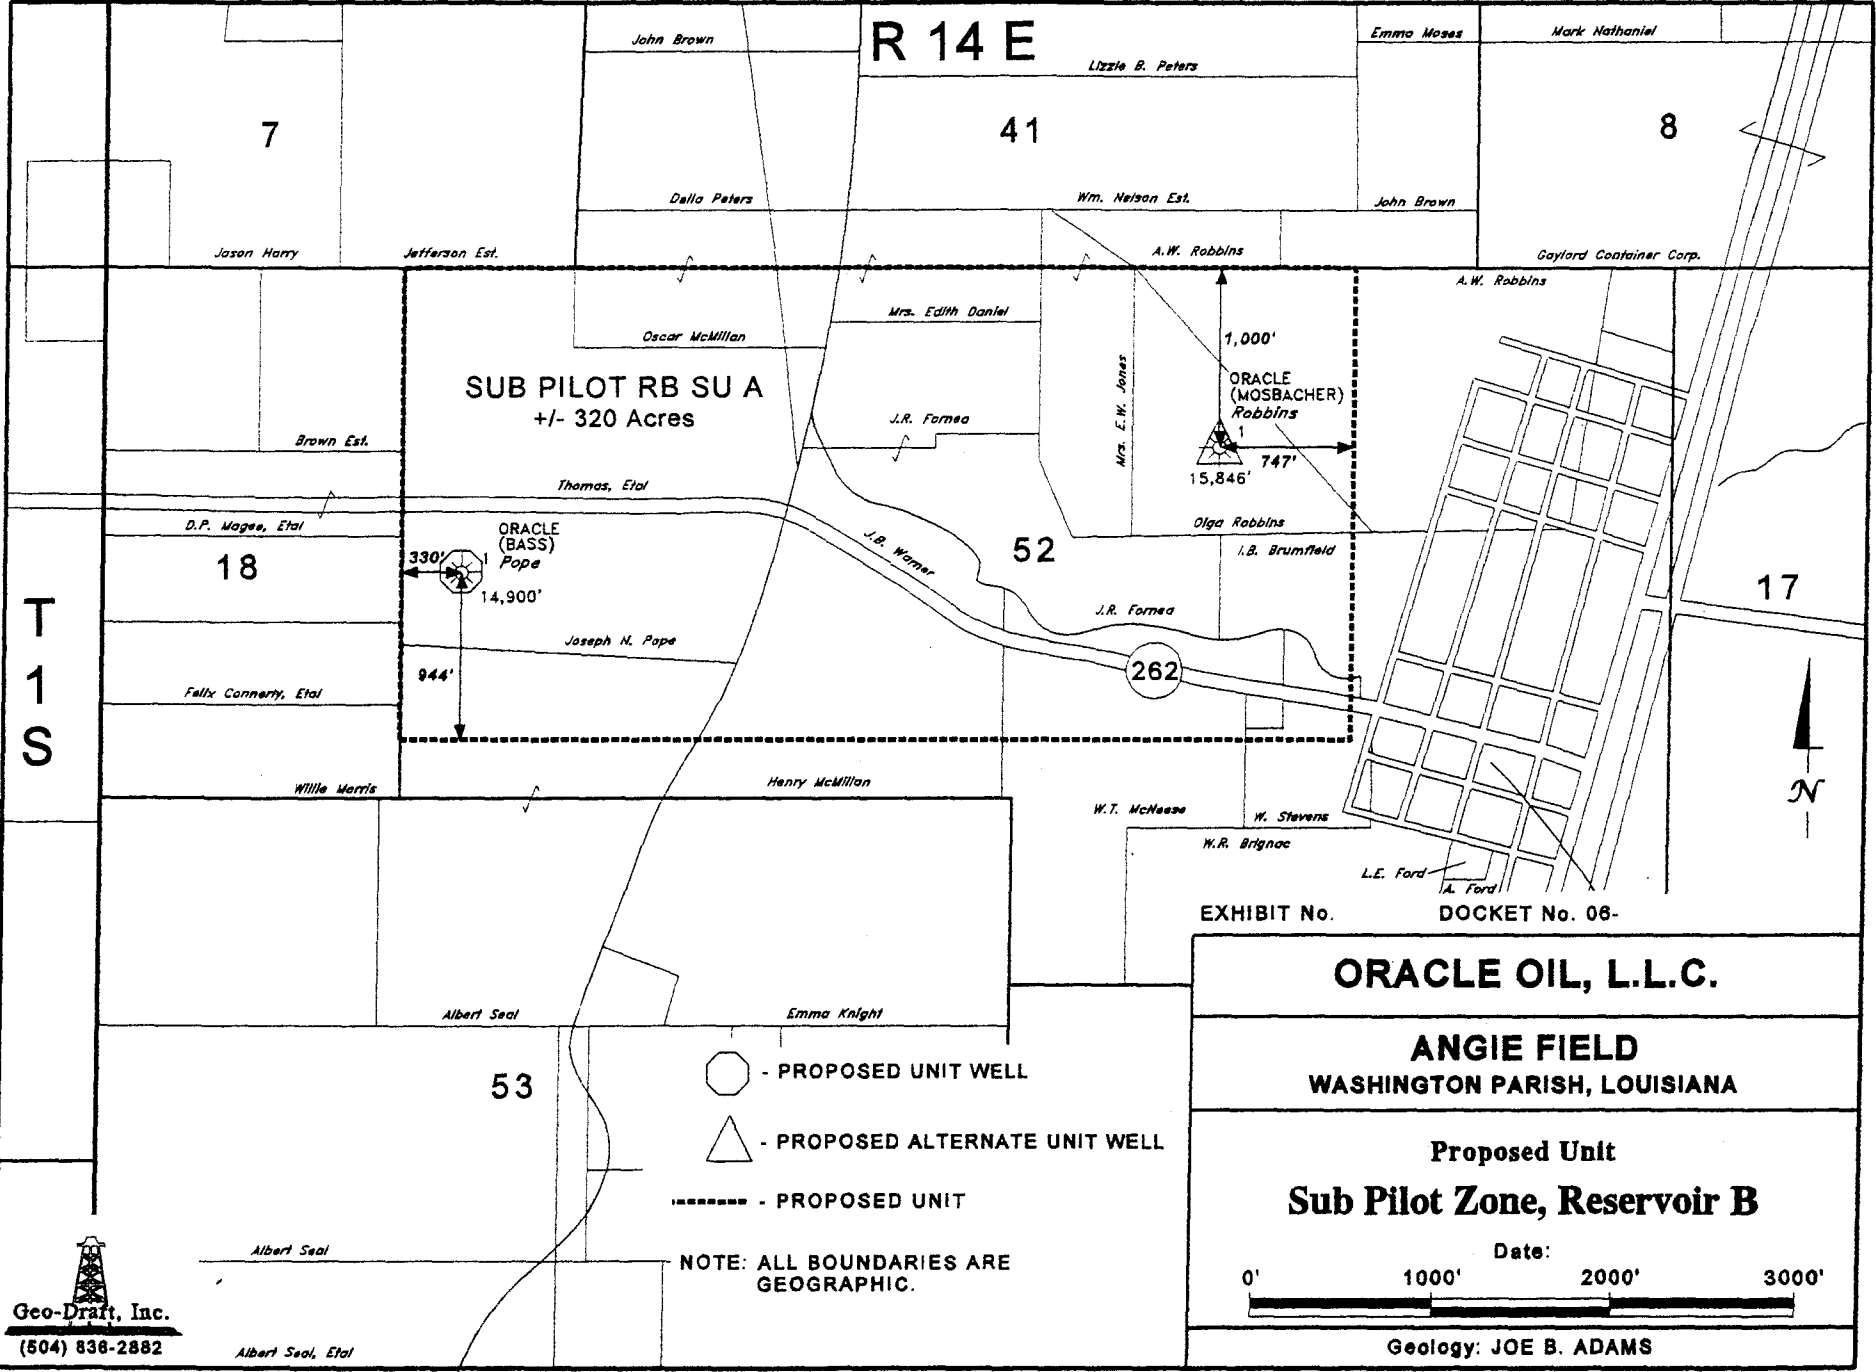 R 14 E
John Brown
Emma Moses
Mark Nathaniel
Lizzie B. Peters
7
41
8
Della Peters
Wm. Nelson Est.
John Brown
Jason Harry
Jefferson Est.
A.W. Robbins
Gaylord Container Corp.
A.W. Robbins
Mrs. Edith Daniel
Oscar McMillan
1,000'
Mrs. E.W. Jones
SUB PILOT RB SU A
+/- 320 Acres
ORACLE
(MOSBACHER)
Robbins
1
J.R. Fornea
747'
15,846'
Brown Est.
Thomas, Etal
D.P. Magee, Etal
ORACLE
(BASS)
Pope
1
330'
14,900'
J.B. Warner
52
Olga Robbins
I.B. Brumfield
18
17
J.R. Fornea
Joseph N. Pope
262
944'
Felix Connerly, Etal
T
1
S
N
Willie Morris
Henry McMillan
W.T. McNeese
W. Stevens
W.R. Brignac
L.E. Ford
A. Ford
EXHIBIT No.
DOCKET No. 06-
ORACLE OIL, L.L.C.
Albert Seal
Emma Knight
ANGIE FIELD
WASHINGTON PARISH, LOUISIANA
53
- PROPOSED UNIT WELL
- PROPOSED ALTERNATE UNIT WELL
- PROPOSED UNIT
NOTE: ALL BOUNDARIES ARE
GEOGRAPHIC.
Proposed Unit
Sub Pilot Zone, Reservoir B
Date:
0' 1000' 2000' 3000'
Geology: JOE B. ADAMS
Albert Seal
Geo-Draft, Inc.
(504) 836-2882
Albert Seal, Etal